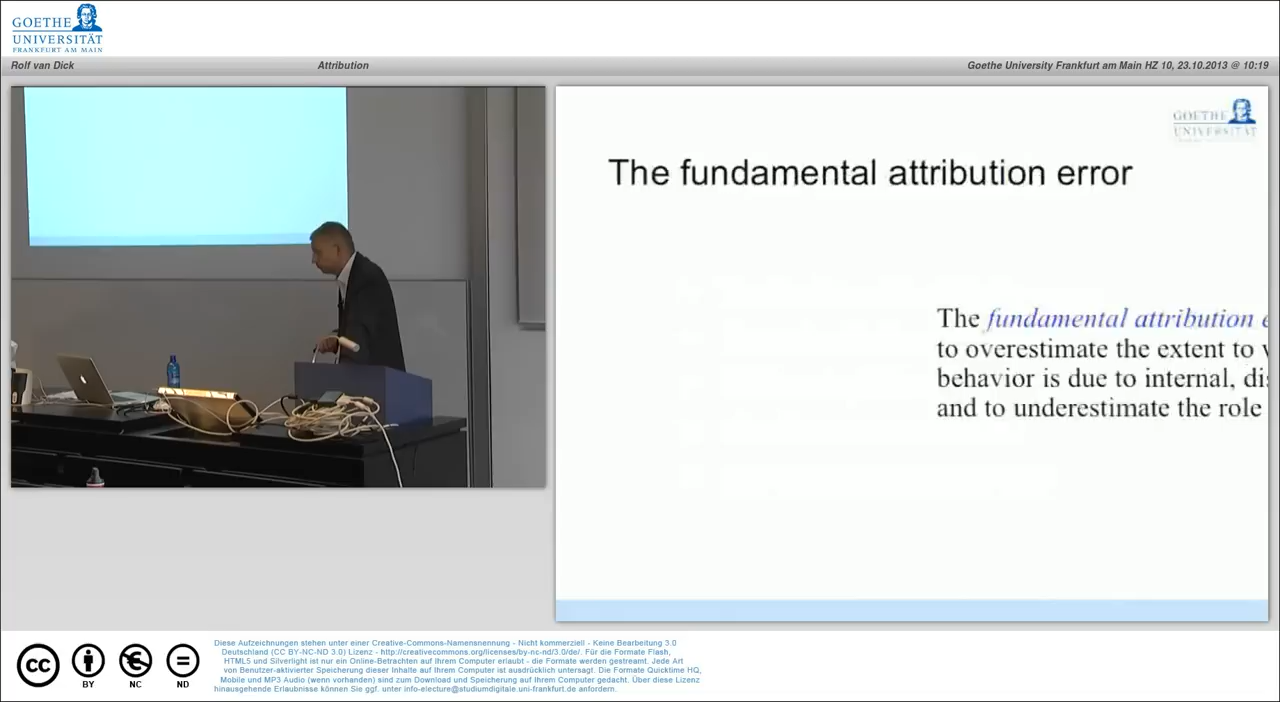 GOETHE
UNIVERSITÄT
FRANKFURT AM MAIN
Rolf van Dick
Attribution
Goethe University Frankfurt am Main HZ 10, 23.10.2013 @ 10:19
GOETHE
UNIVERSITÄT
The fundamental attribution error
The fundamental attribution e
to overestimate the extent to
behavior is due to internal, di
and to underestimate the role
cc
BY
NC
ND
Diese Aufzeichnungen stehen unter einer Creative-Commons-Namensnennung - Nicht kommerziell - Keine Bearbeitung 3.0
Deutschland (CC BY-NC-ND 3.0) Lizenz - http://creativecommons.org/licenses/by-nc-nd/3.0/de/. Für die Formate Flash,
HTML5 und Silverlight ist nur ein Online-Betrachten auf Ihrem Computer erlaubt - die Formate werden gestreamt. Jede Art
von Benutzer-aktivierter Speicherung dieser Inhalte auf Ihrem Computer ist ausdrücklich untersagt. Die Formate Quicktime HQ,
Mobile und MP3 Audio (wenn vorhanden) sind zum Download und Speicherung auf Ihrem Computer gedacht. Über diese Lizenz
hinausgehende Erlaubnisse können Sie ggf. unter info-electure@studiumdigitale.uni-frankfurt.de anfordern.